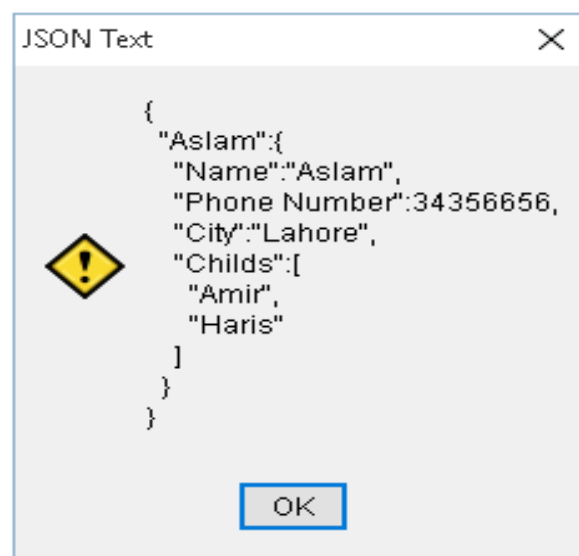 JSON Text
{
"Aslam":{
"Name":"Aslam",
"Phone Number":34356656,
"City":"Lahore",
"Childs":[
"Amir",
"Haris"
]
}
}
OK